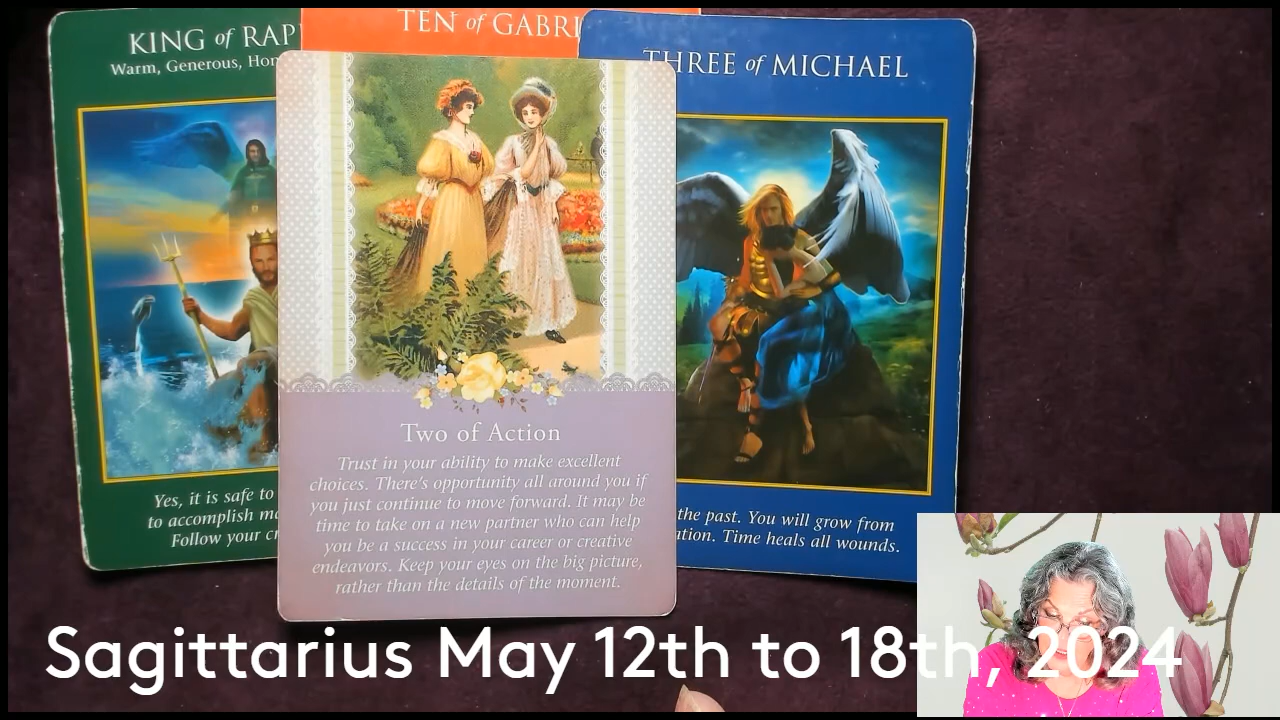 KING of RAP
Warm, Generous, Hon
TEN of GABRI
THREE of MICHAEL
Two of Action
Trust in your ability to make excellent
choices. There's opportunity all around you if
you just continue to move forward. It may be
time to take on a new partner who can help
you be a success in your career or creative
endeavors. Keep your eyes on the big picture,
rather than the details of the moment.
Yes, it is safe to
to accomplish ma
Follow your cr
the past. You will grow from
ation. Time heals all wounds.
Sagittarius May 12th to 18th, 2024